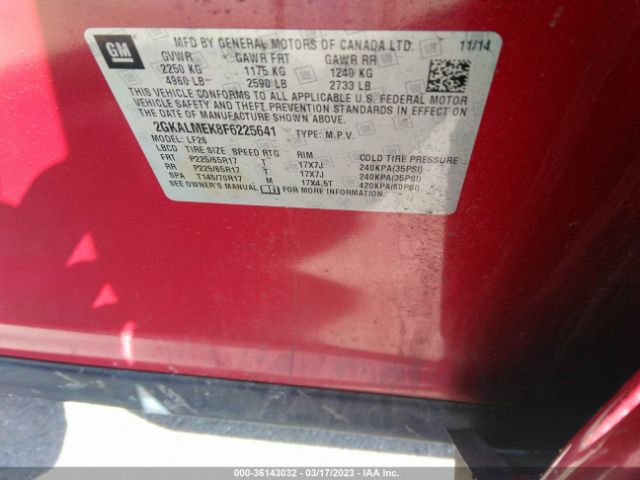 GM
MFD BY GENERAL MOTORS OF CANADA LTD. 11/14
GVWR GAWR FRT GAWR RR
2250 KG 1175 KG 1240 KG
4960 LB 2590 LB 2733 LB
THIS VEHICLE CONFORMS TO ALL APPLICABLE U.S. FEDERAL MOTOR
VEHICLE SAFETY, BUMPER, AND THEFT PREVENTION STANDARDS IN EFFECT ON
THE DATE OF MANUFACTURE SHOWN ABOVE.
2GKALMEK8F6225641 TYPE: M.P.V.
MODEL: LF26
LBCD TIRE SIZE SPEED RTG RIM COLD TIRE PRESSURE
FRT P225/65R17 T 17X7J 240KPA(35PSI)
RR P225/65R17 T 17X7J 240KPA(35PSI)
SPA T145/70R17 M 17X4.5T 420KPA(60PSI)
SEE OWNER'S MANUAL FOR MORE INFORMATION.
000-36143032 - 03/17/2023 - IAA Inc.